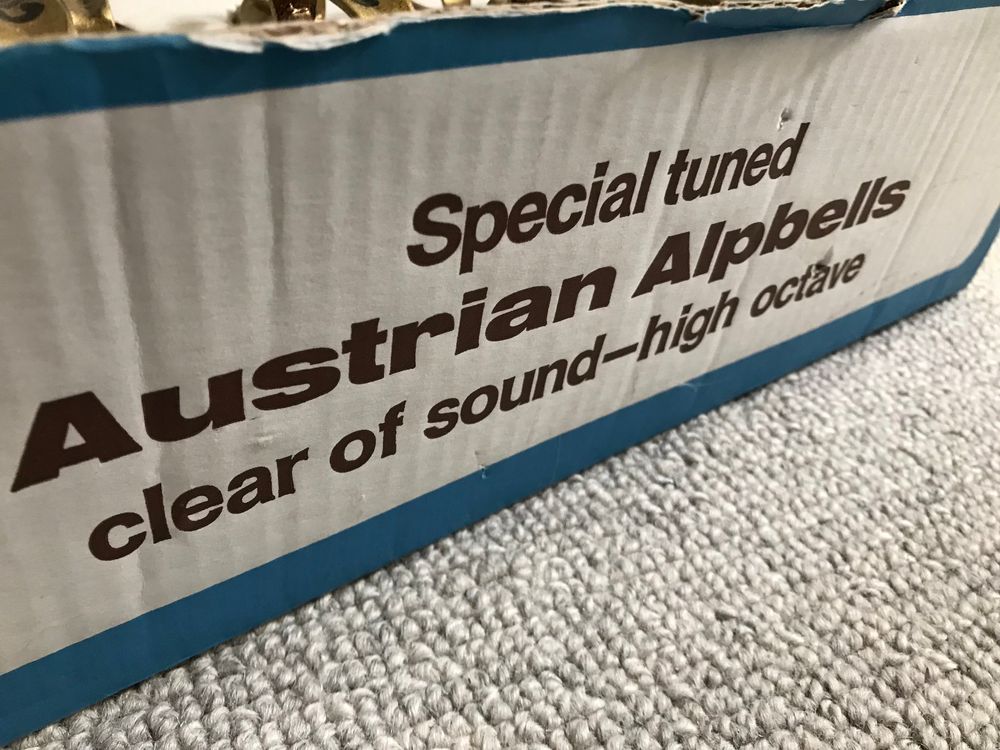 Special tuned
Austrian Alpbells
clear of sound–high octave